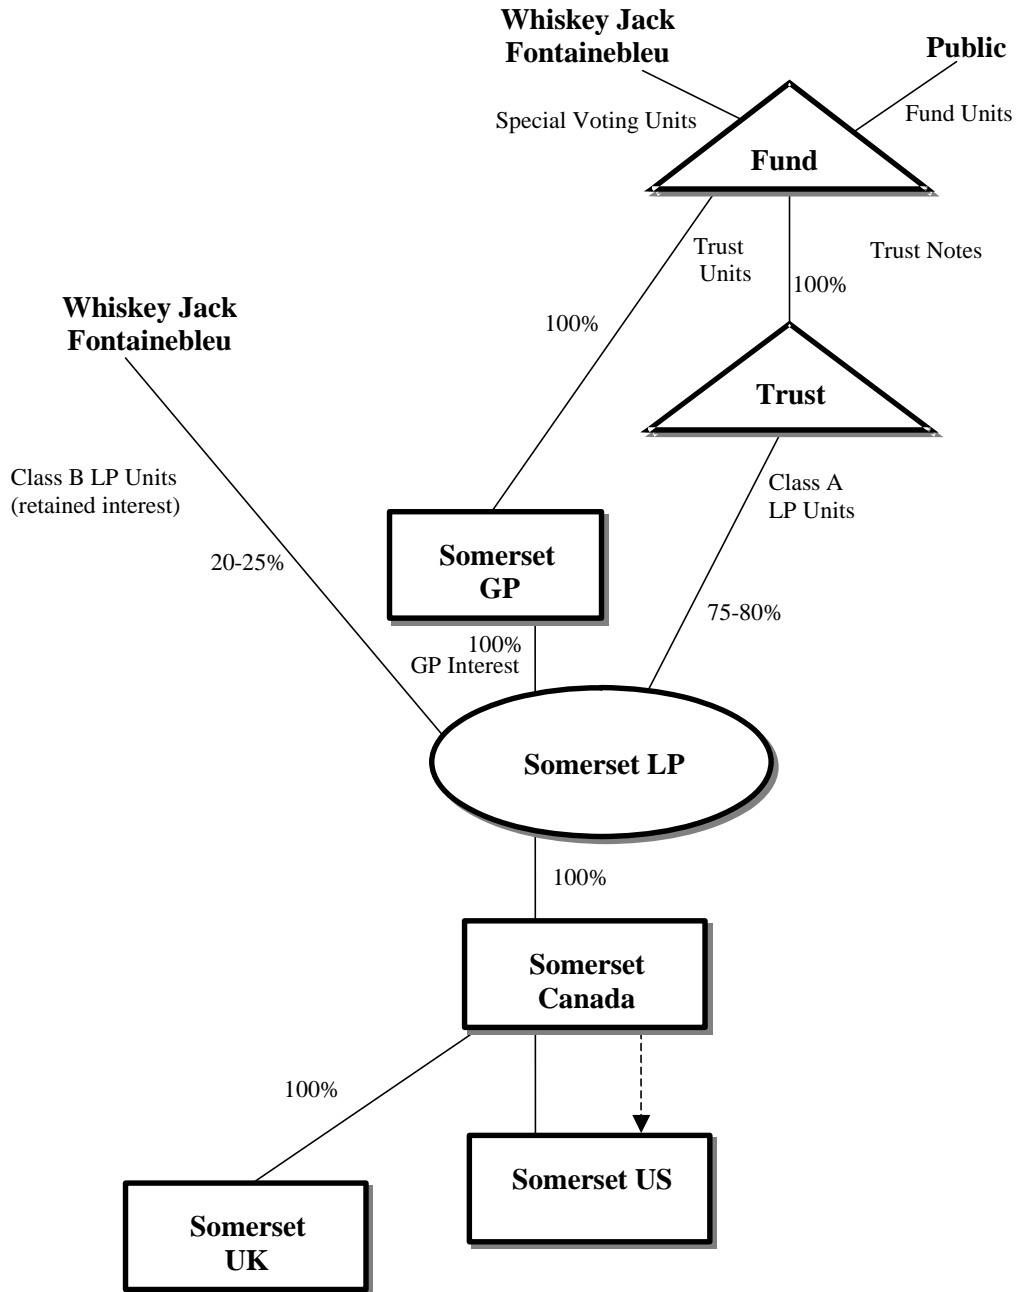 Whiskey Jack
Fontainebleu
Public
Special Voting Units
Fund Units
Fund
Trust
Units
Trust Notes
100%
100%
Whiskey Jack
Fontainebleu
Trust
Class B LP Units
(retained interest)
Class A
LP Units
20-25%
Somerset
GP
75-80%
100%
GP Interest
Somerset LP
100%
Somerset
Canada
100%
Somerset US
Somerset
UK